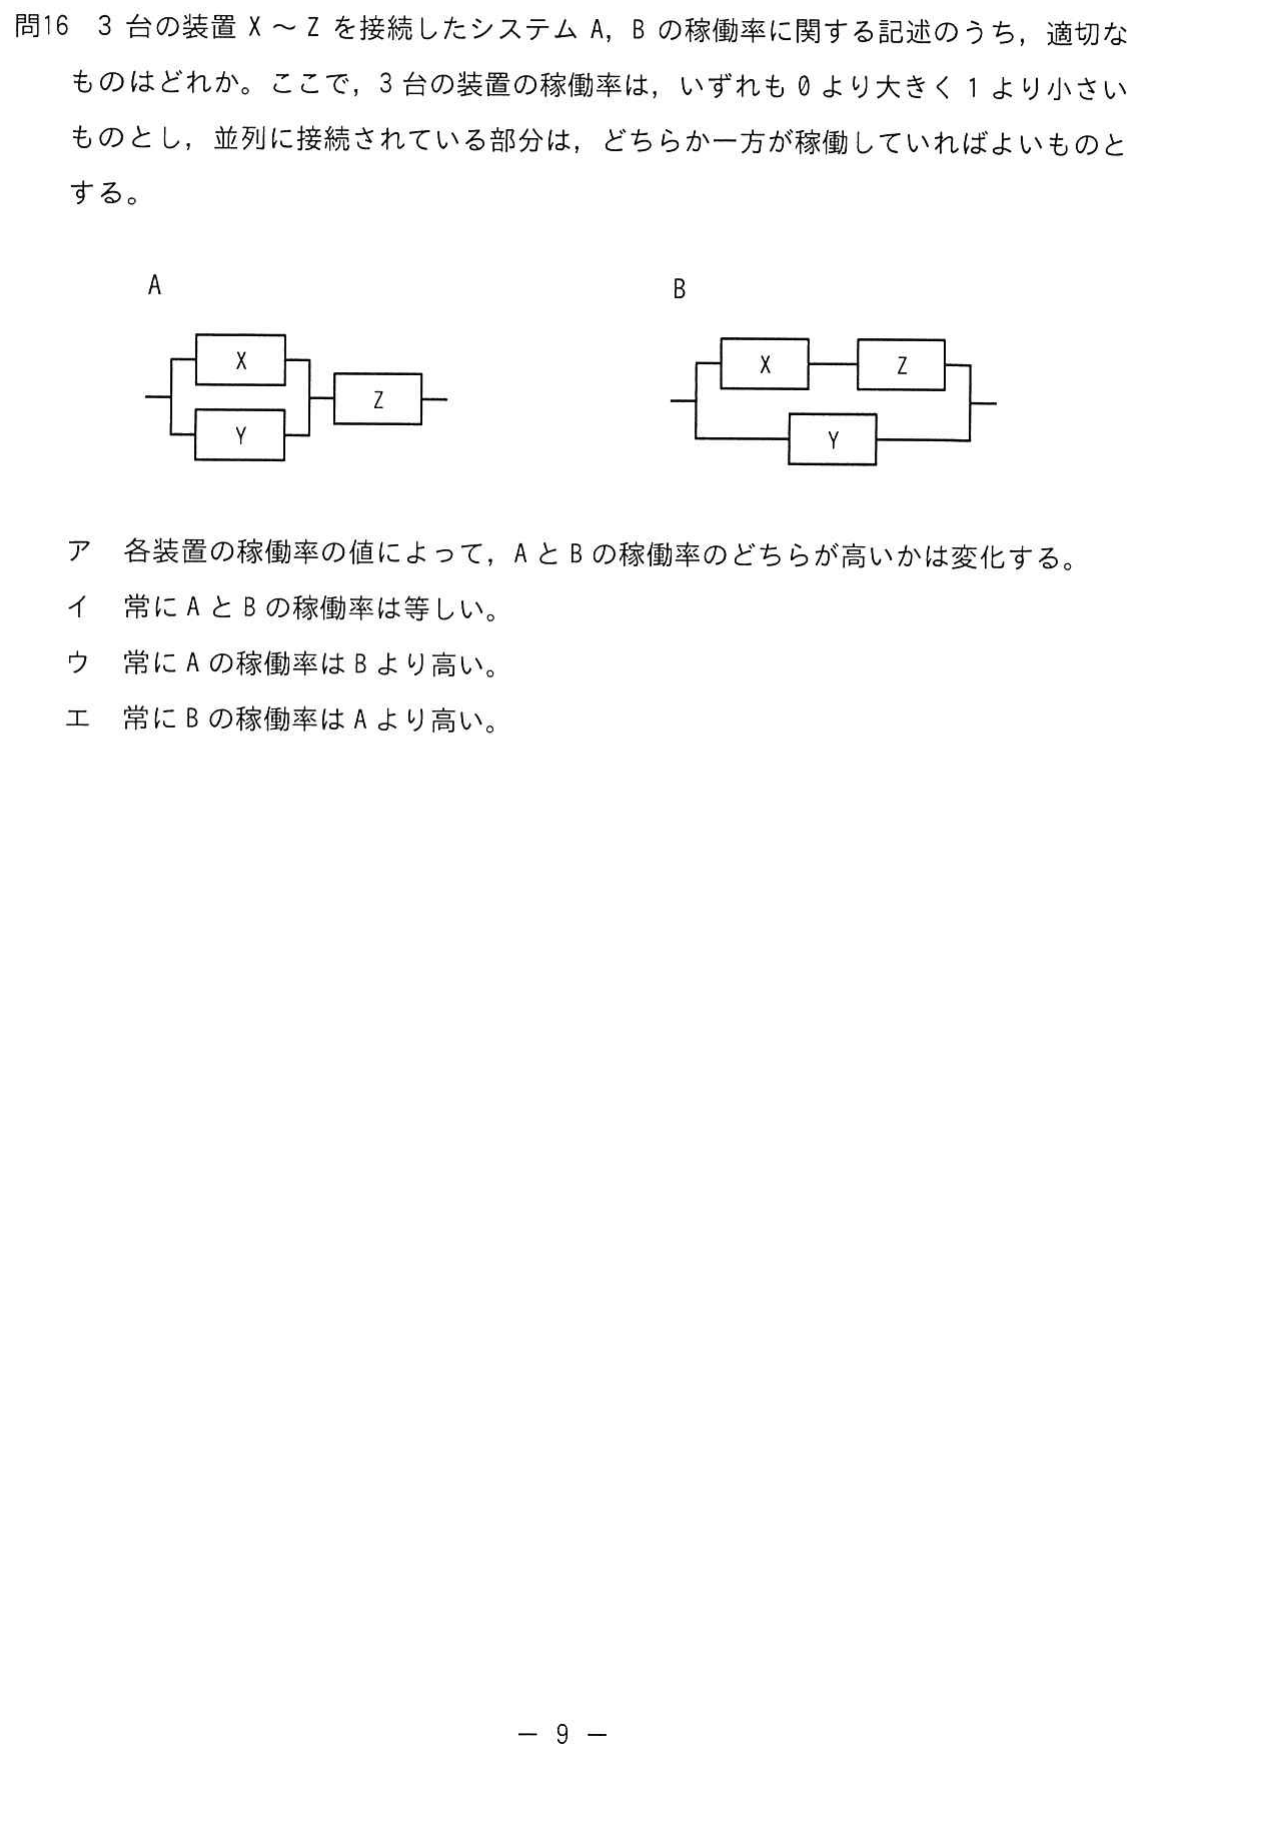 問16 3 台の装置 X ～ Z を接続したシステム A，B の稼働率に関する記述のうち，適切な
ものはどれか。ここで，3 台の装置の稼働率は，いずれも 0 より大きく 1 より小さい
ものとし，並列に接続されている部分は，どちらか一方が稼働していればよいものと
する。
A
B
X
Y
Z
X
Z
Y
ア 各装置の稼働率の値によって，A と B の稼働率のどちらが高いかは変化する。
イ 常に A と B の稼働率は等しい。
ウ 常に A の稼働率は B より高い。
エ 常に B の稼働率は A より高い。
－ 9 －